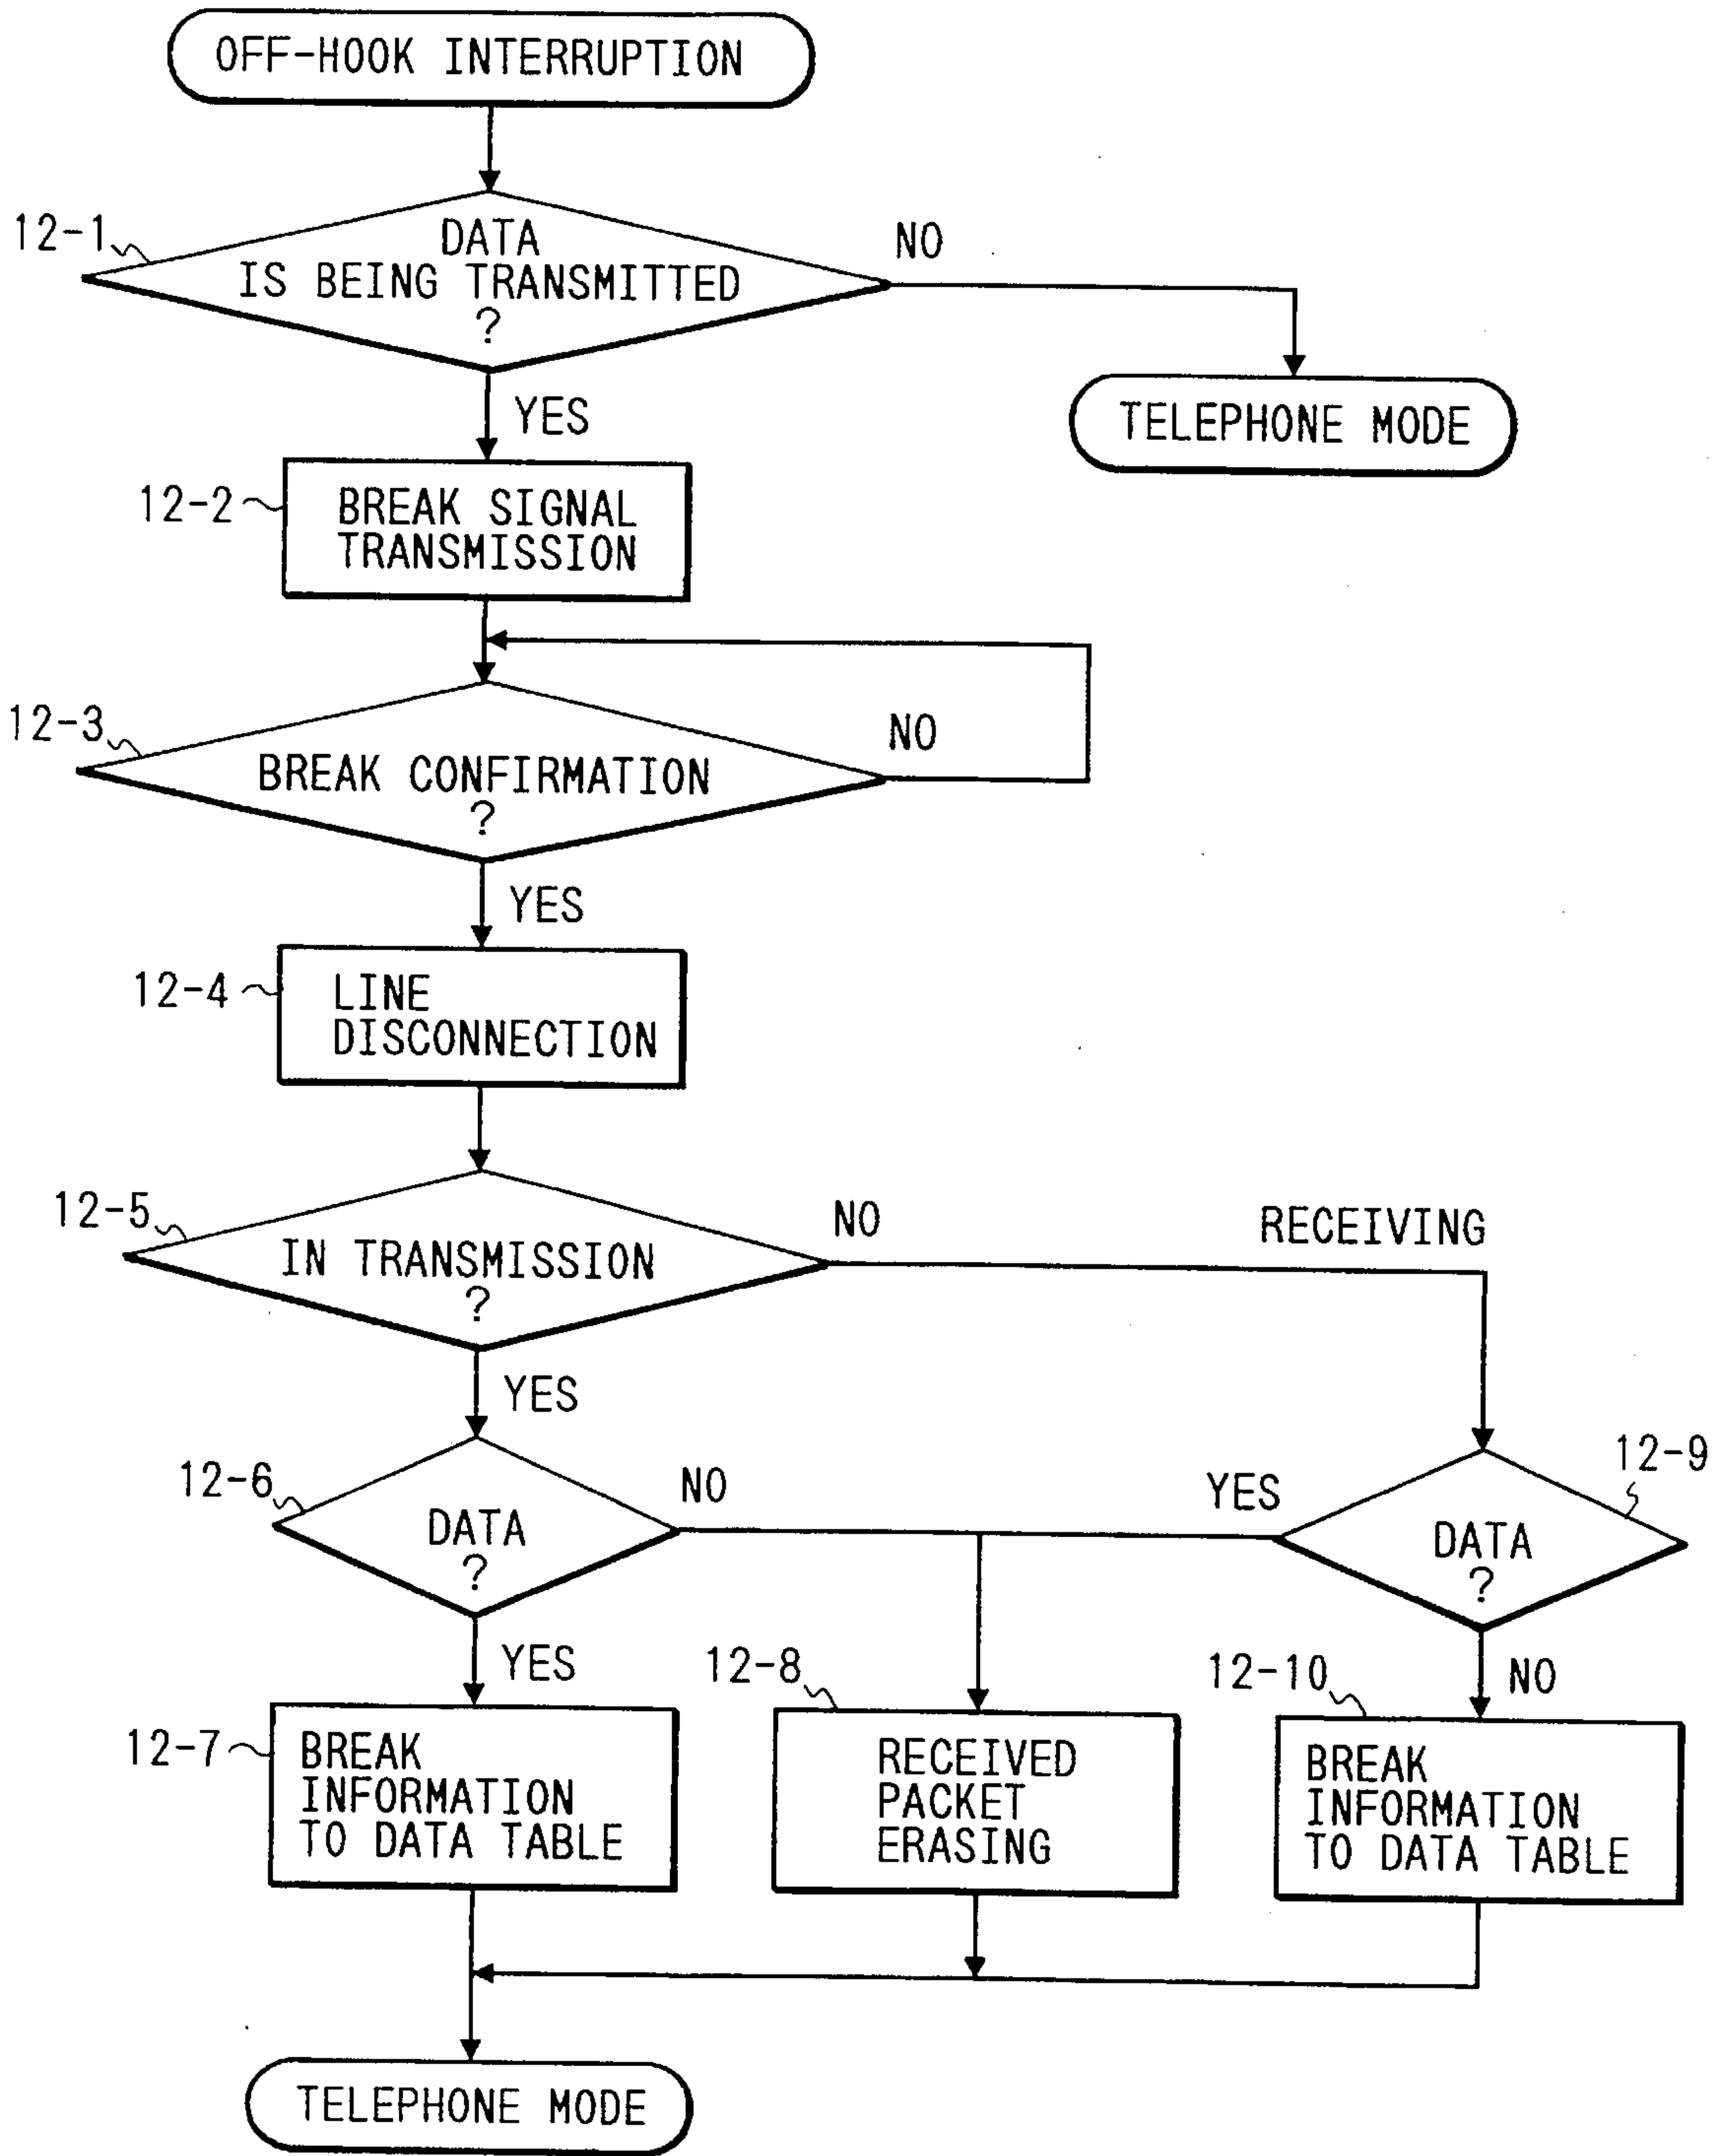 OFF-HOOK INTERRUPTION
12-1
DATA
IS BEING TRANSMITTED
?
NO
YES
TELEPHONE MODE
12-2
BREAK SIGNAL
TRANSMISSION
12-3
BREAK CONFIRMATION
?
NO
YES
12-4
LINE
DISCONNECTION
12-5
IN TRANSMISSION
?
NO
RECEIVING
YES
12-6
DATA
?
NO
YES
12-9
DATA
?
YES
NO
12-7
BREAK
INFORMATION
TO DATA TABLE
12-8
RECEIVED
PACKET
ERASING
12-10
BREAK
INFORMATION
TO DATA TABLE
TELEPHONE MODE